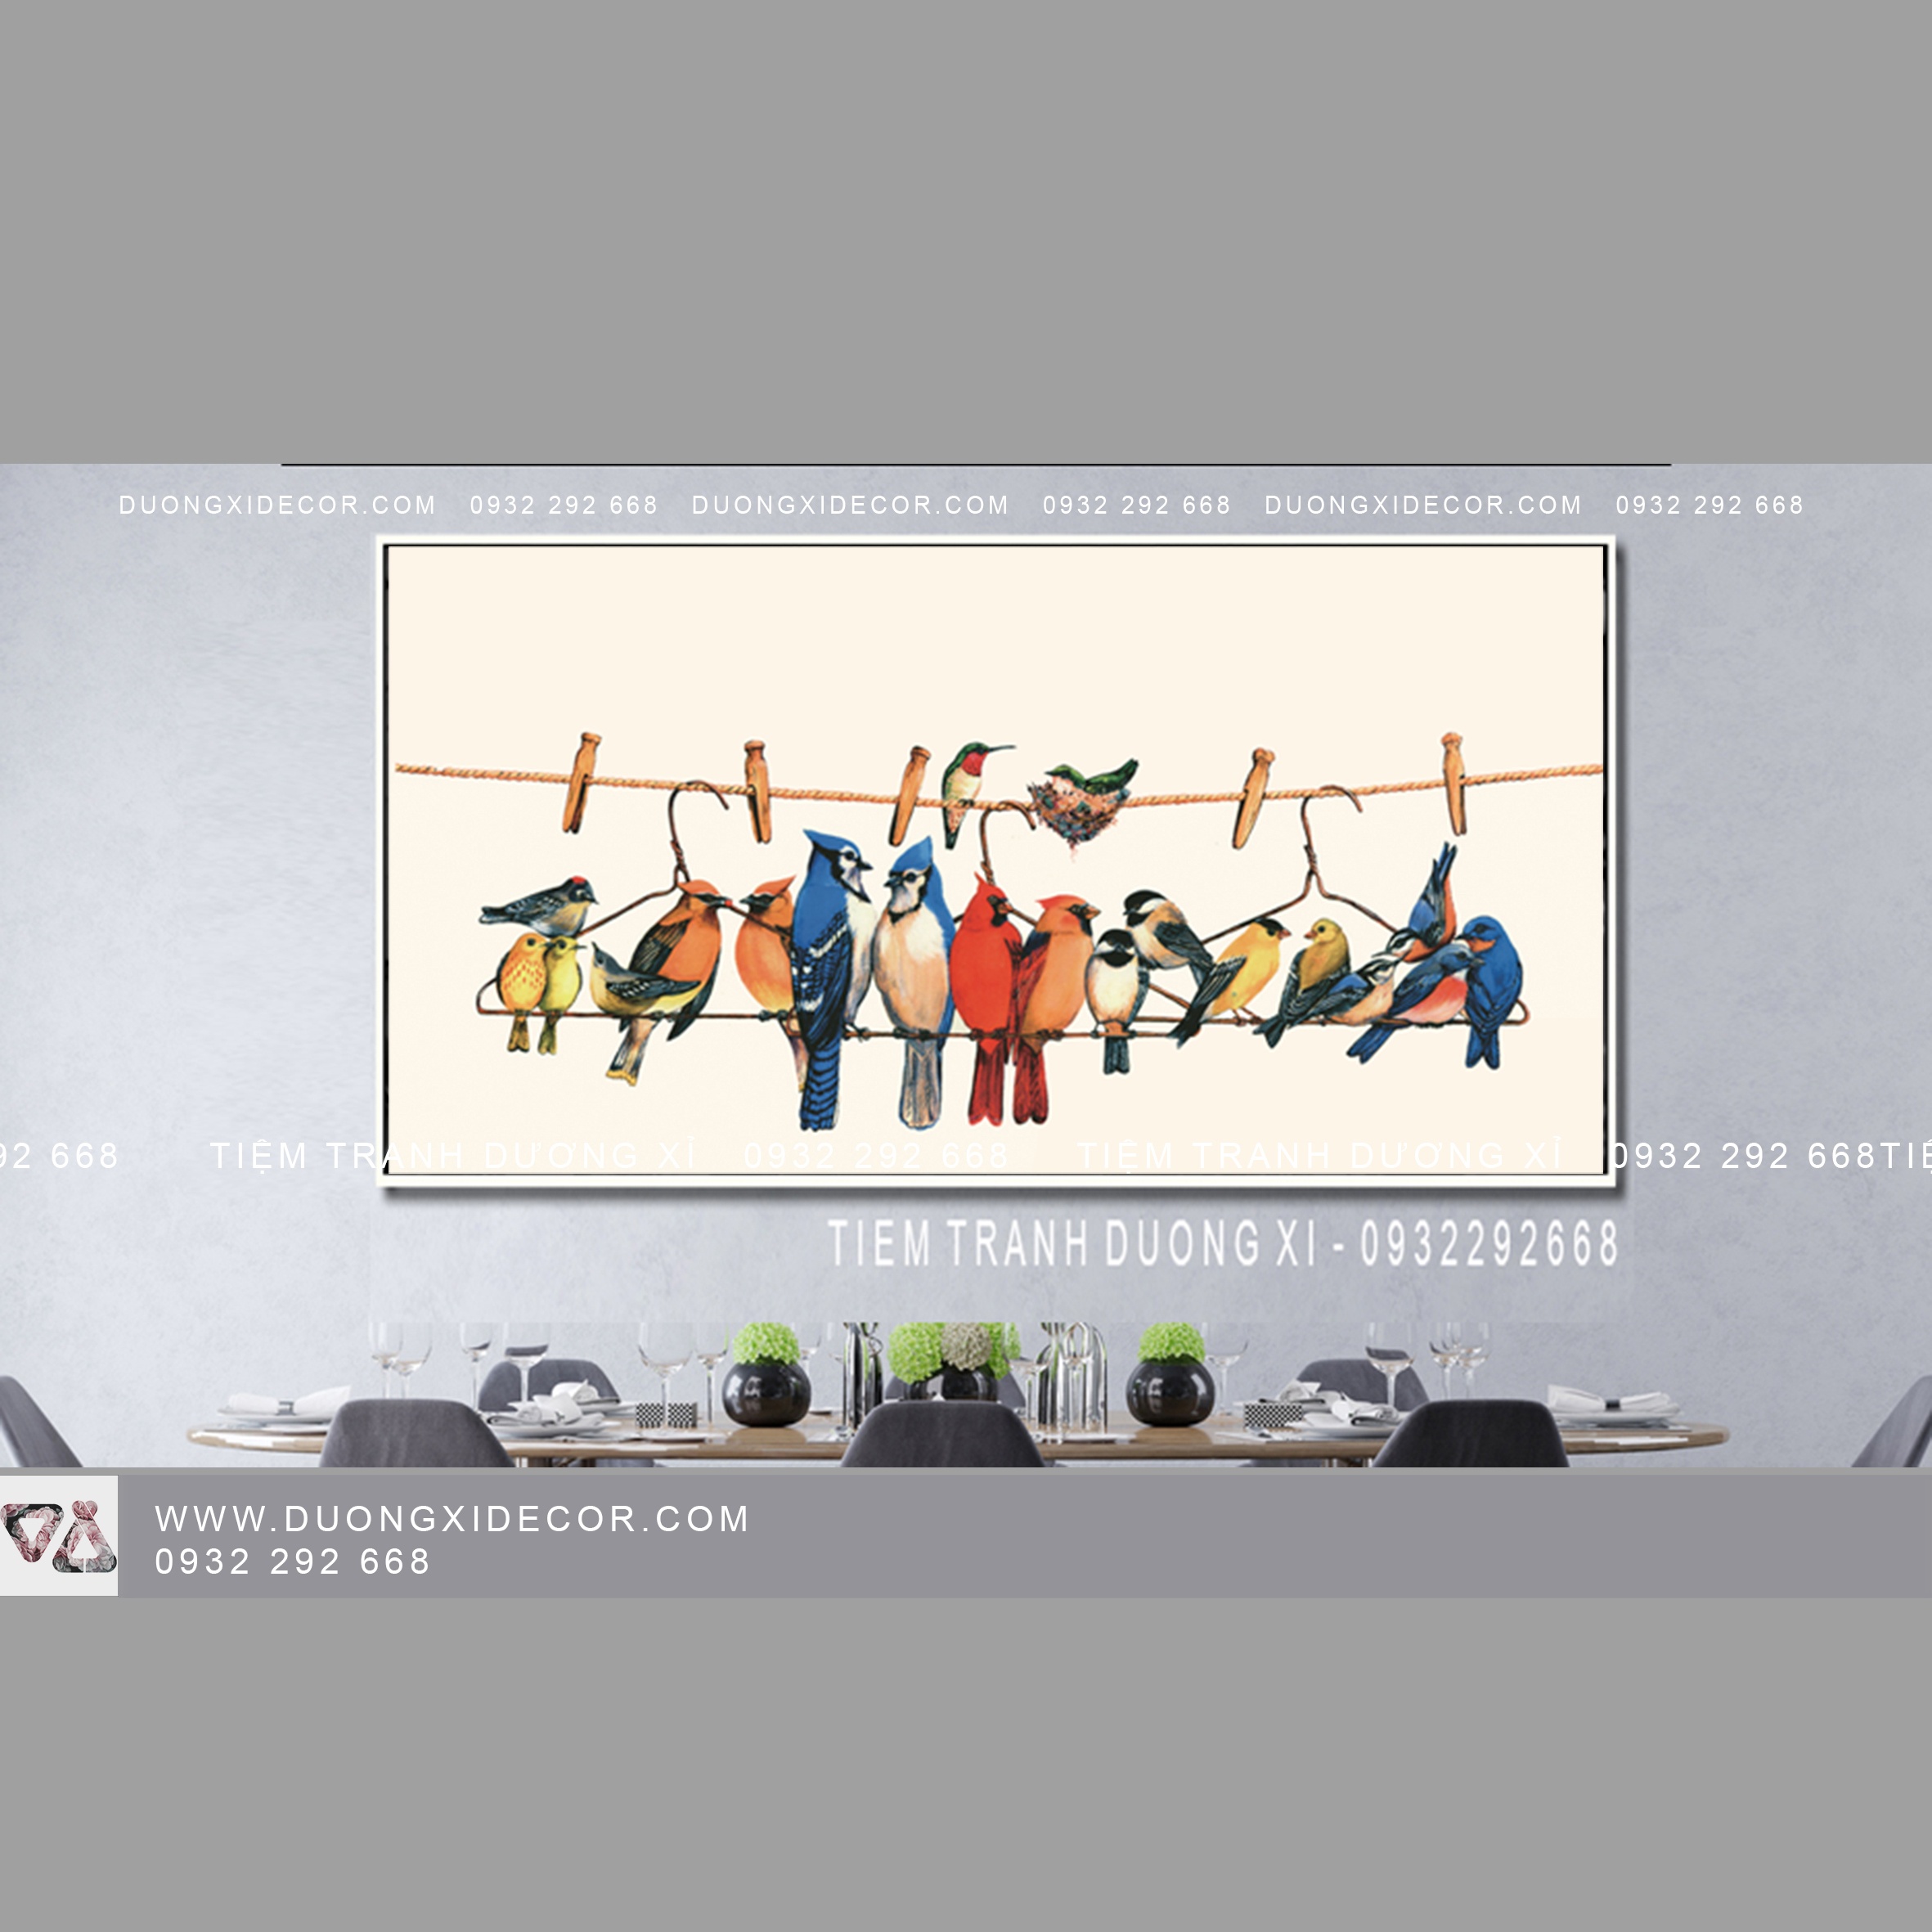 DUONGXIDECOR.COM 0932 292 668 DUONGXIDECOR.COM 0932 292 668 DUONGXIDECOR.COM 0932 292 668
92 668 TIỆM TRANH DƯƠNG XỈ 0932 292 668 TIỆM TRANH DƯƠNG XỈ 0932 292 668TIỆ
TIEM TRANH DUONG XI - 0932292668
WWW.DUONGXIDECOR.COM
0932 292 668